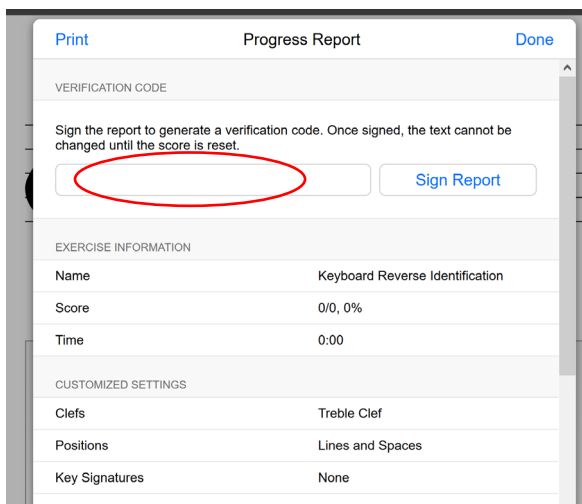 Print Progress Report Done
VERIFICATION CODE
Sign the report to generate a verification code. Once signed, the text cannot be
changed until the score is reset.
Sign Report
EXERCISE INFORMATION
Name Keyboard Reverse Identification
Score 0/0, 0%
Time 0:00
CUSTOMIZED SETTINGS
Clefs Treble Clef
Positions Lines and Spaces
Key Signatures None